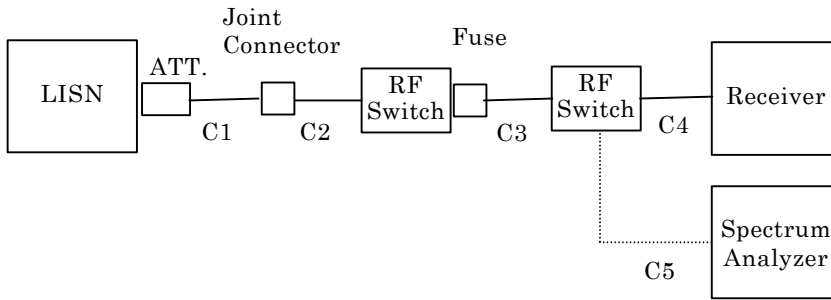 Joint
Connector
Fuse
ATT.
LISN
RF
Switch
RF
Switch
Receiver
C1
C2
C3
C4
Spectrum
Analyzer
C5